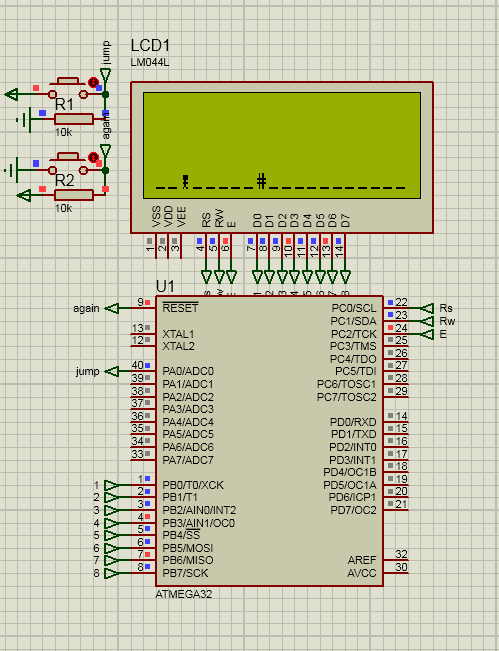 LCD1
LM044L
jump
R1
10k
again
R2
10k
VSS
VDD
VEE
RS
RW
E
D0
D1
D2
D3
D4
D5
D6
D7
1
2
3
4
5
6
7
8
9
10
11
12
13
14
U1
again
9
RESET
13
XTAL1
12
XTAL2
jump
40
PA0/ADC0
39
PA1/ADC1
38
PA2/ADC2
37
PA3/ADC3
36
PA4/ADC4
35
PA5/ADC5
34
PA6/ADC6
33
PA7/ADC7
1
1
PB0/T0/XCK
2
2
PB1/T1
3
3
PB2/AIN0/INT2
4
4
PB3/AIN1/OC0
5
5
PB4/SS
6
6
PB5/MOSI
7
7
PB6/MISO
8
8
PB7/SCK
PC0/SCL
22
Rs
PC1/SDA
23
Rw
PC2/TCK
24
E
PC3/TMS
25
PC4/TDO
26
PC5/TDI
27
PC6/TOSC1
28
PC7/TOSC2
29
PD0/RXD
14
PD1/TXD
15
PD2/INT0
16
PD3/INT1
17
PD4/OC1B
18
PD5/OC1A
19
PD6/ICP1
20
PD7/OC2
21
AREF
32
AVCC
30
ATMEGA32